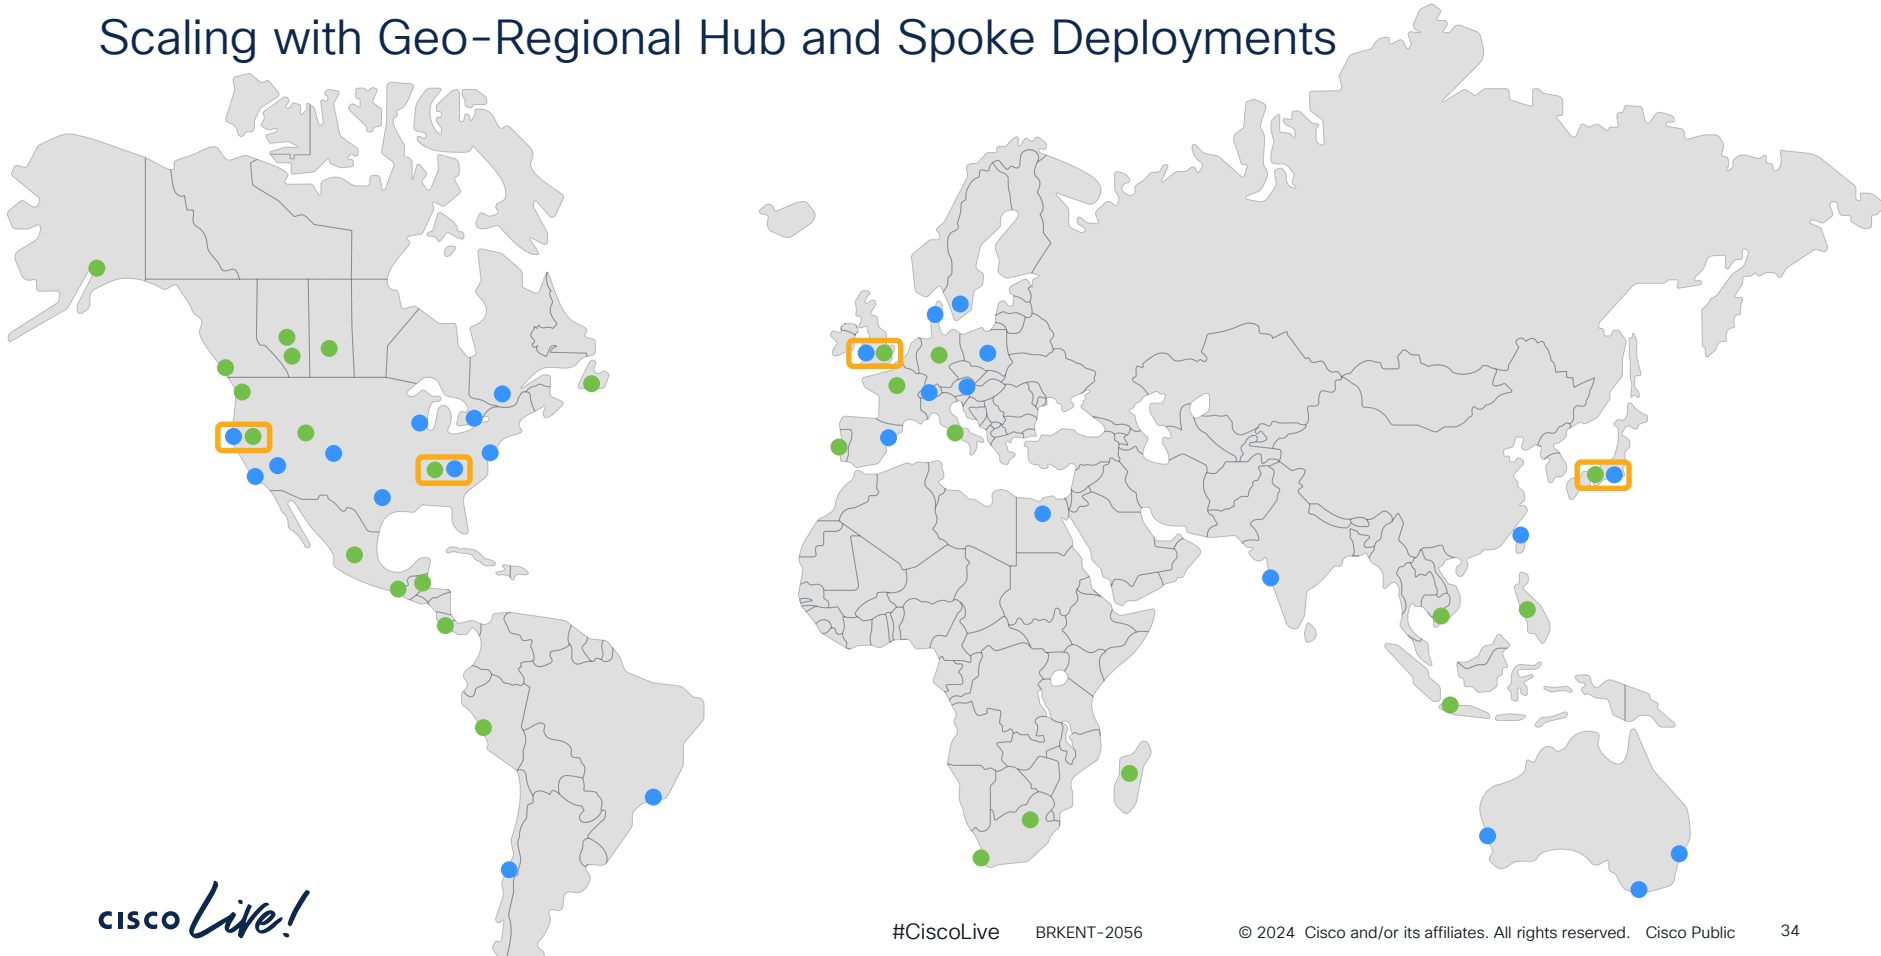 Scaling with Geo-Regional Hub and Spoke Deployments
CISCO Live!
#CiscoLive BRKENT-2056 © 2024 Cisco and/or its affiliates. All rights reserved. Cisco Public 34